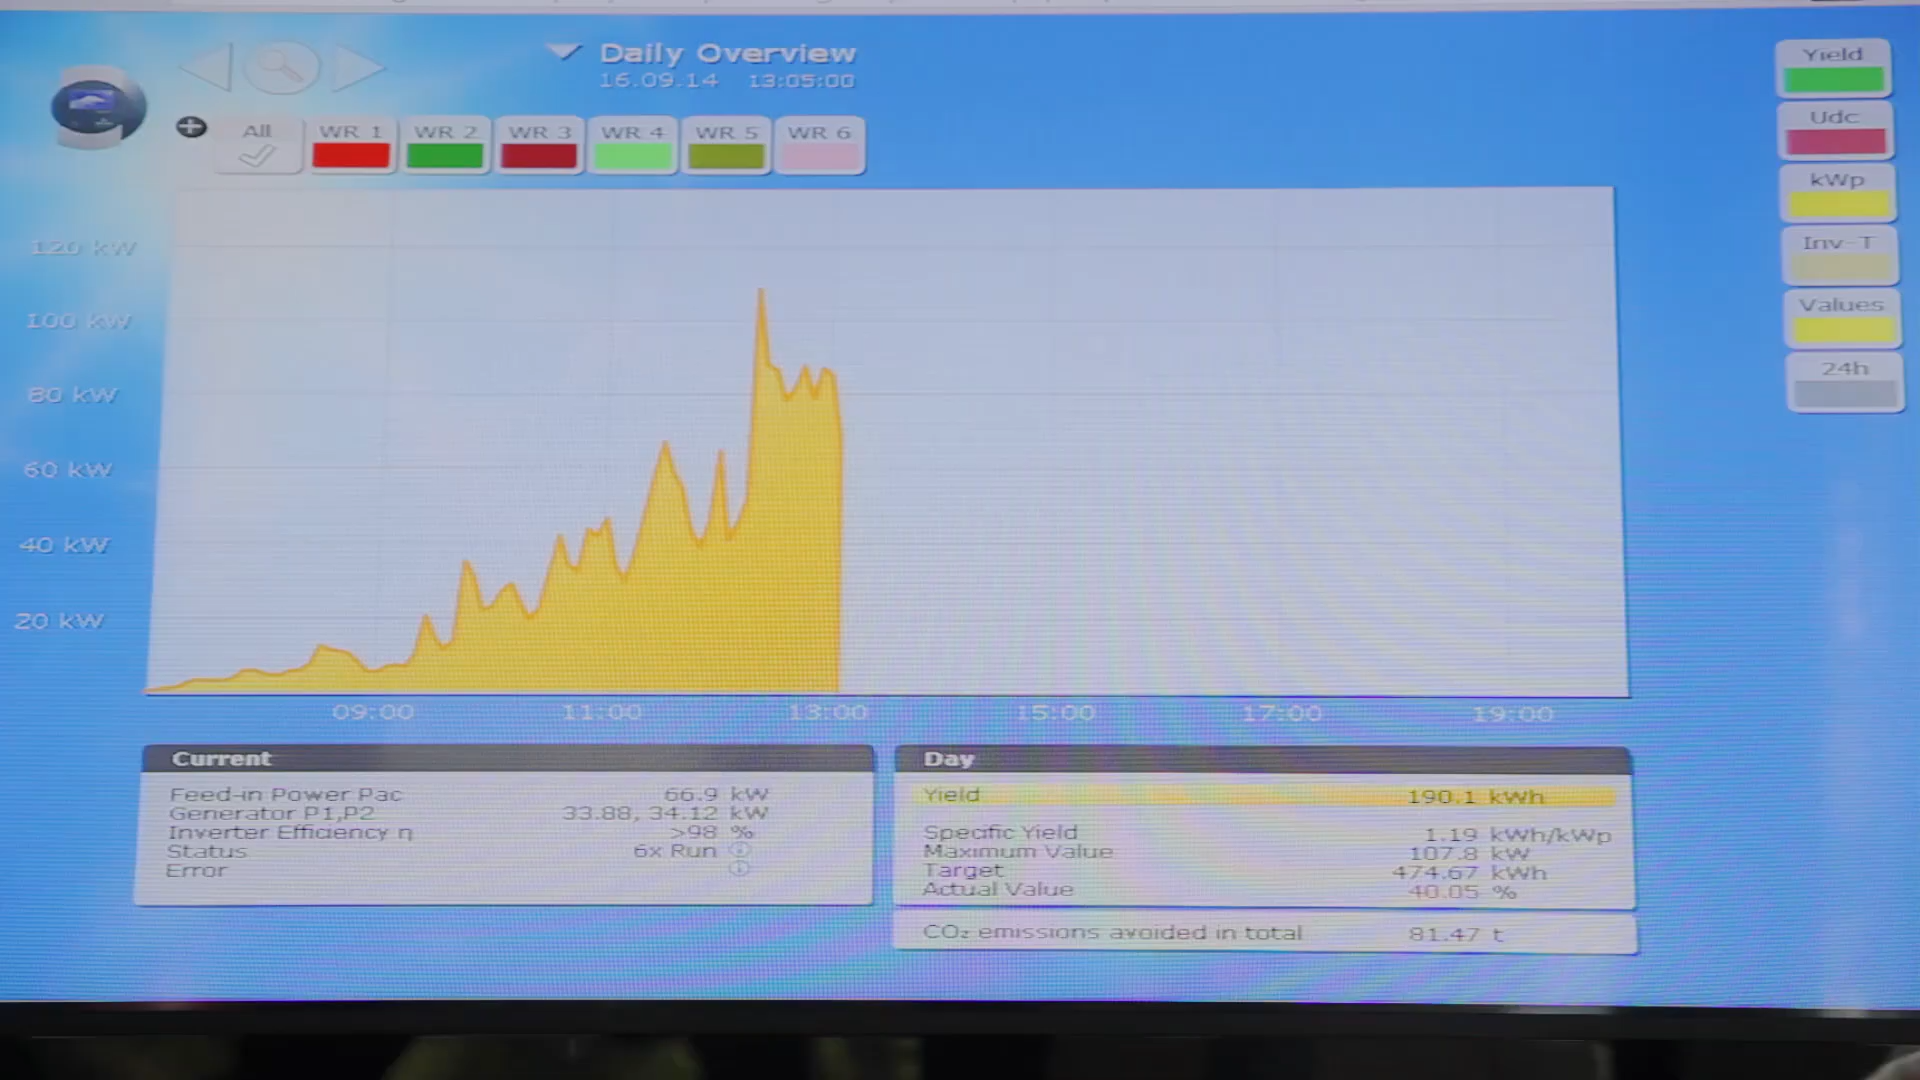 Daily Overview
16.09.14 13:05:00
All WR 1 WR 2 WR 3 WR 4 WR 5 WR 6
Yield
Udc
kWp
Inv-T
Values
24h
120 kW
100 kW
80 kW
60 kW
40 kW
20 kW
09:00 11:00 13:00 15:00 17:00 19:00
Current
Feed-in Power Pac 66.9 kW
Generator P1,P2 33.88, 34.12 kW
Inverter Efficiency η >98 %
Status 6x Run
Error
Day
Yield 190.1 kWh
Specific Yield 1.19 kWh/kWp
Maximum Value 107.8 kW
Target 474.67 kWh
Actual Value 40.05 %
CO₂ emissions avoided in total 81.47 t